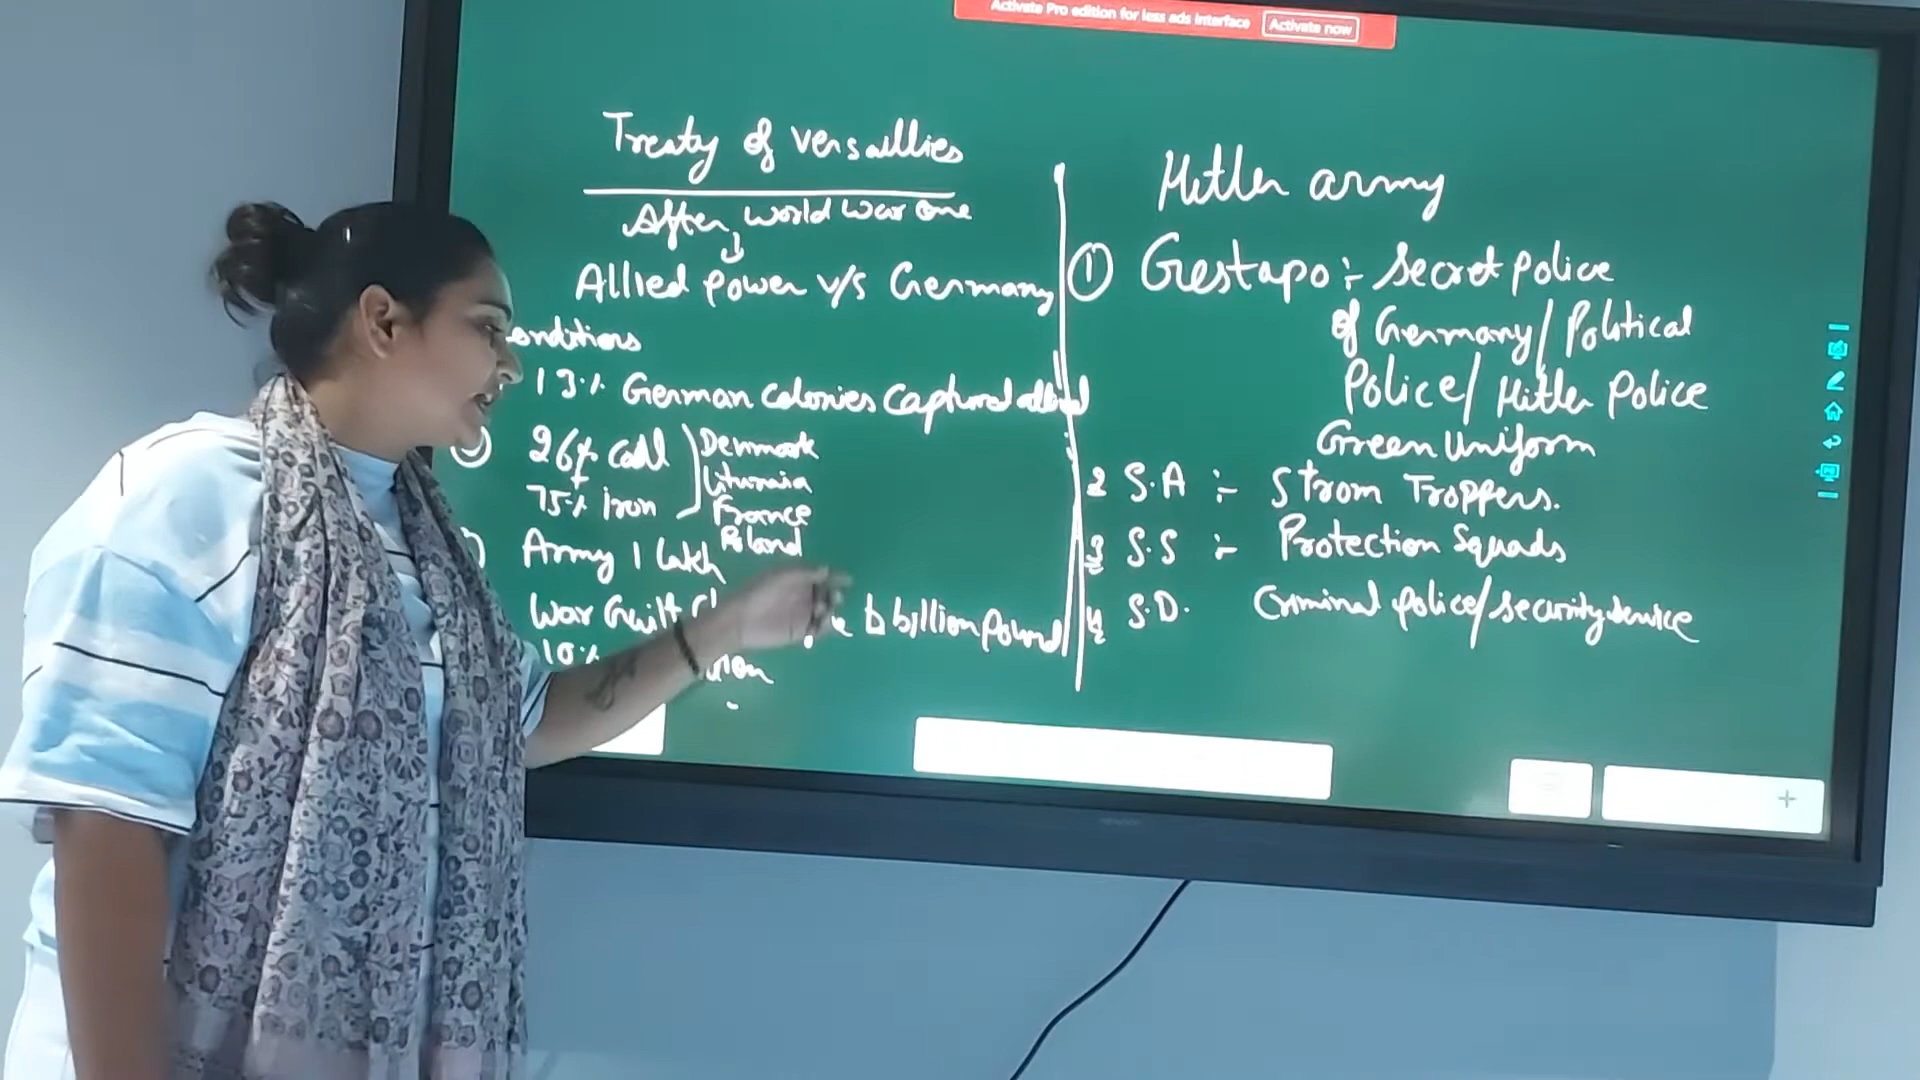 Activate Pro edition for less ads interface Activate now
Treaty of Versaillies
After World War One
Allied Power v/s Germany
onditions
13% German Colonies Captured allied
26% Coal Denmark
Lituraia
75% iron France
Poland
Army 1 lakh
War Guilt 6 billion Pound
10%
Hitler army
① Gestapo :- Secret Police
of Germany/Political
Police/Hitler Police
Green Uniform
2 S.A :- Strom Troppers.
3 S.S :- Protection Squads
4 S.D. Criminal Police/security service